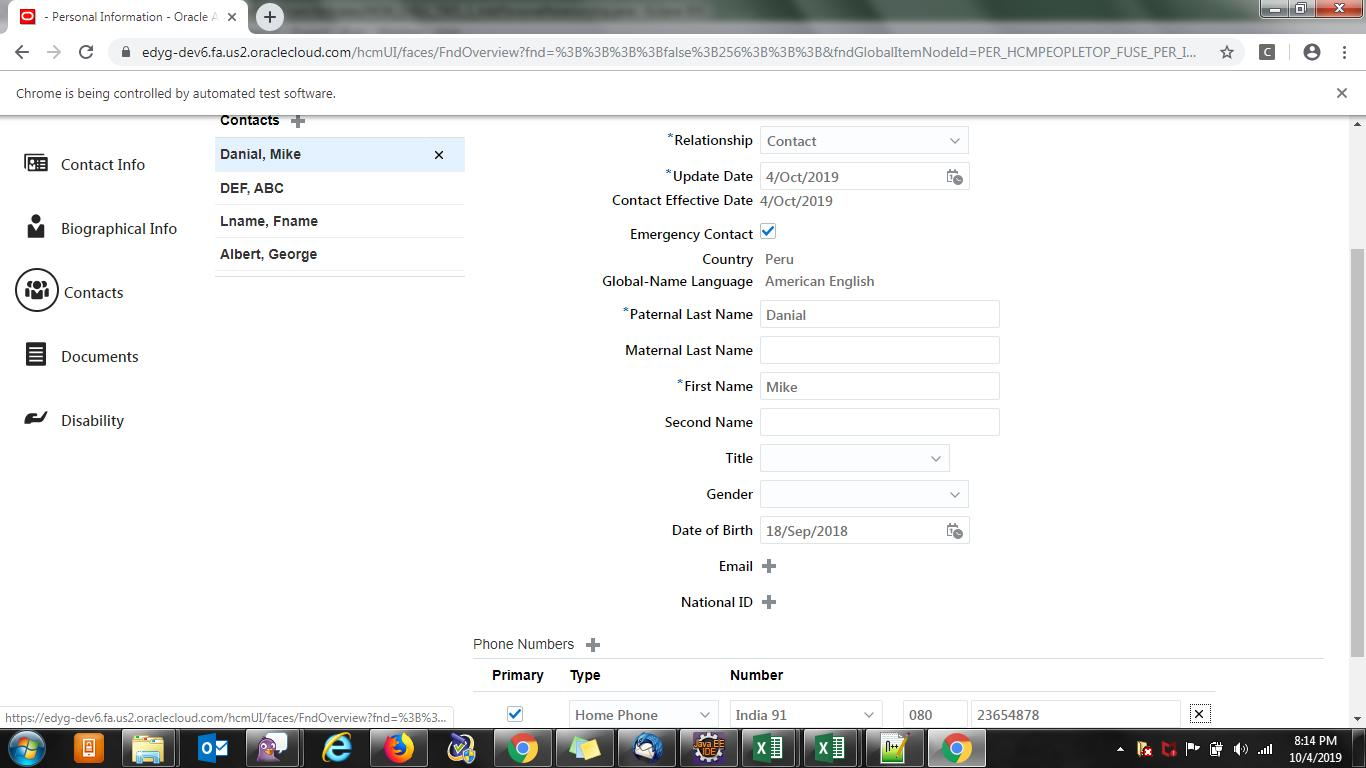 - Personal Information - Oracle A
edyg-dev6.fa.us2.oraclecloud.com/hcmUI/faces/FndOverview?fnd=%3B%3B%3B%3Bfalse%3B256%3B%3B%3B&fndGlobalItemNodeId=PER_HCMPEOPLETOP_FUSE_PER_I...
Chrome is being controlled by automated test software.
Contact Info
Biographical Info
Contacts
Documents
Disability
Contacts
Danial, Mike
DEF, ABC
Lname, Fname
Albert, George
*Relationship Contact
*Update Date 4/Oct/2019
Contact Effective Date 4/Oct/2019
Emergency Contact
Country Peru
Global-Name Language American English
*Paternal Last Name Danial
Maternal Last Name
*First Name Mike
Second Name
Title
Gender
Date of Birth 18/Sep/2018
Email
National ID
Phone Numbers
Primary Type Number
Home Phone India 91 080 23654878
https://edyg-dev6.fa.us2.oraclecloud.com/hcmUI/faces/FndOverview?fnd=%3B%3...
Java EE
IDE
8:14 PM
10/4/2019